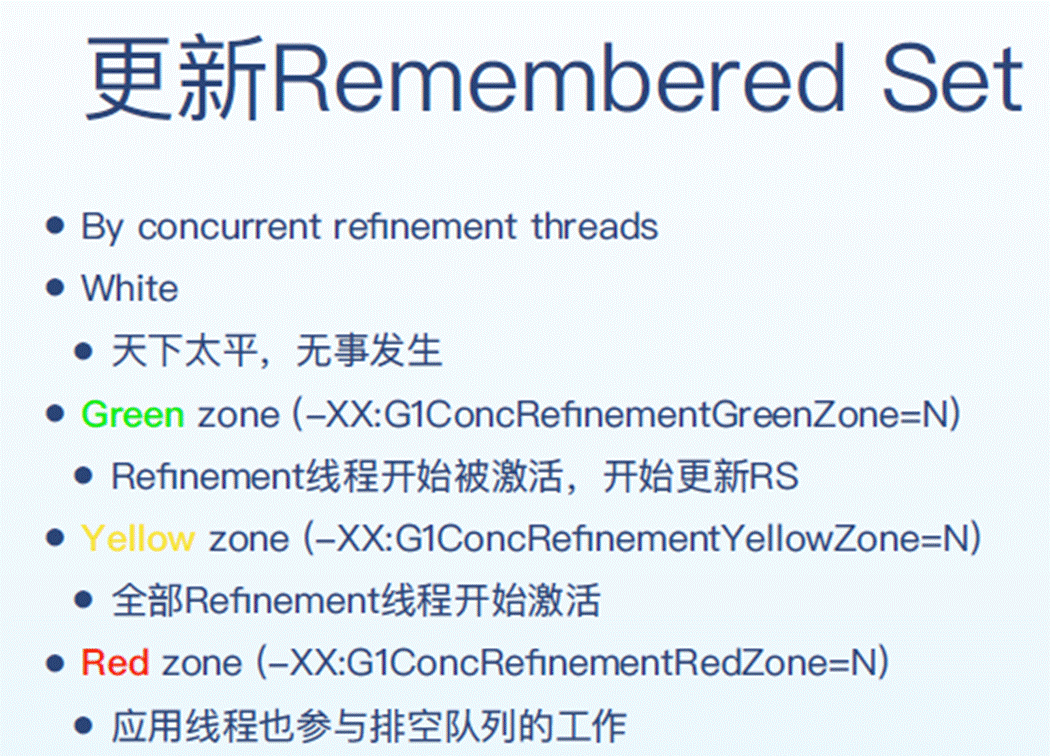 更新Remembered Set
By concurrent refinement threads
White
天下太平，无事发生
Green zone (-XX:G1ConcRefinementGreenZone=N)
Refinement线程开始被激活，开始更新RS
Yellow zone (-XX:G1ConcRefinementYellowZone=N)
全部Refinement线程开始激活
Red zone (-XX:G1ConcRefinementRedZone=N)
应用线程也参与排空队列的工作